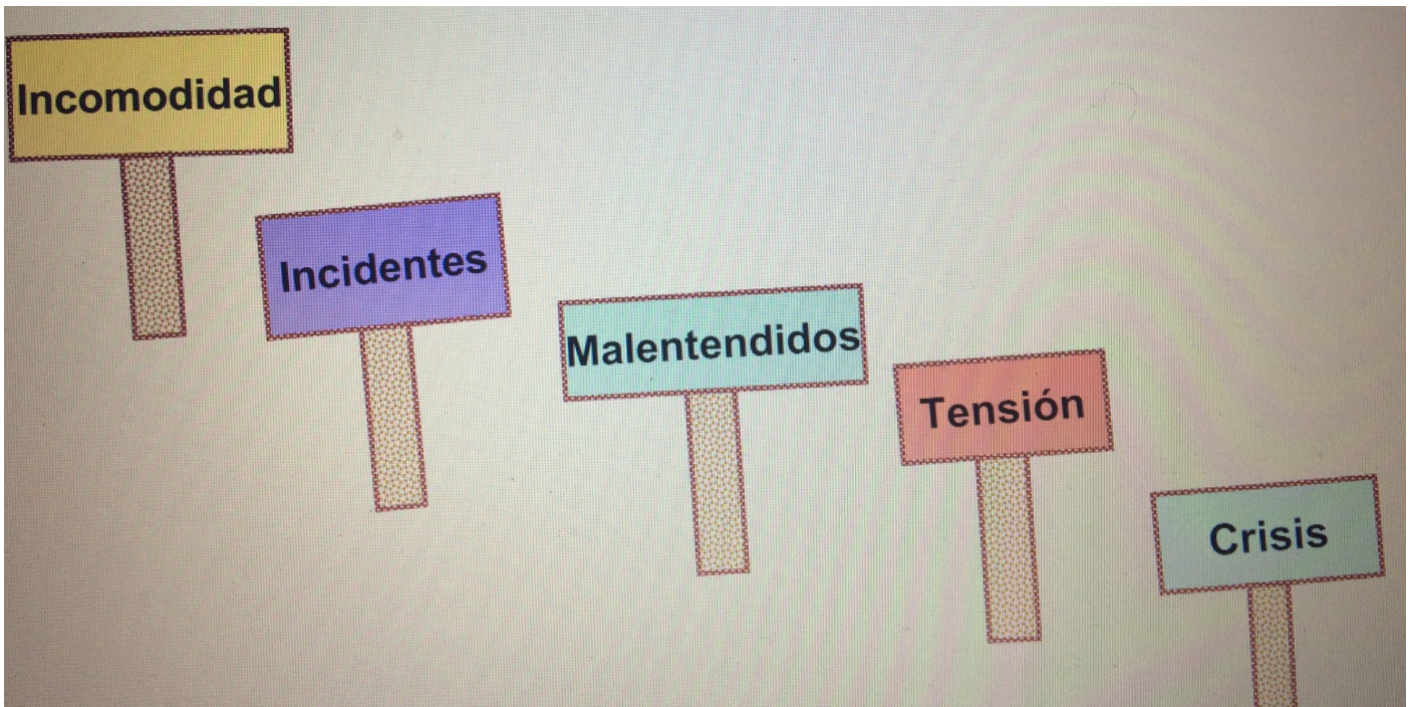 Incomodidad
Incidentes
Malentendidos
Tensión
Crisis